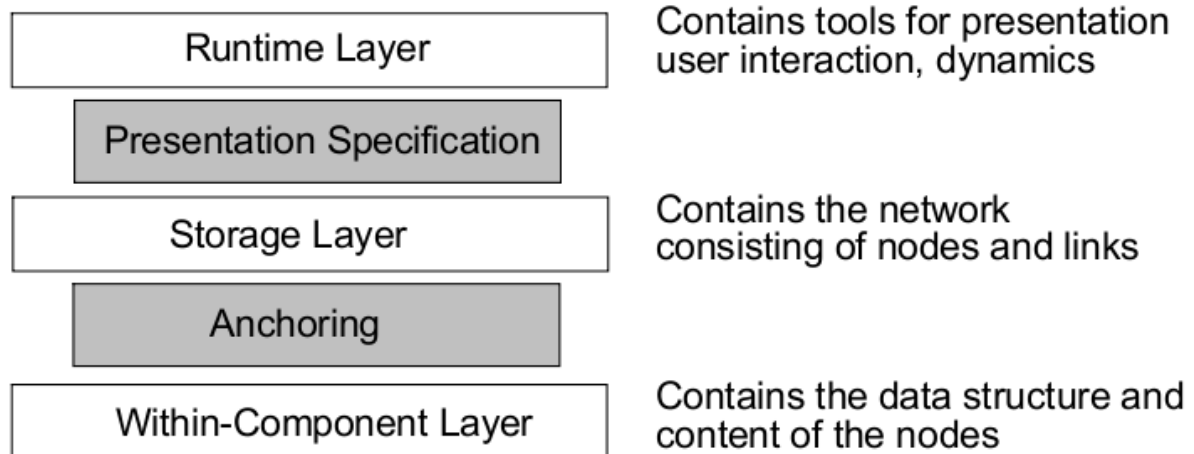 Runtime Layer
Contains tools for presentation
user interaction, dynamics
Presentation Specification
Storage Layer
Contains the network
consisting of nodes and links
Anchoring
Within-Component Layer
Contains the data structure and
content of the nodes